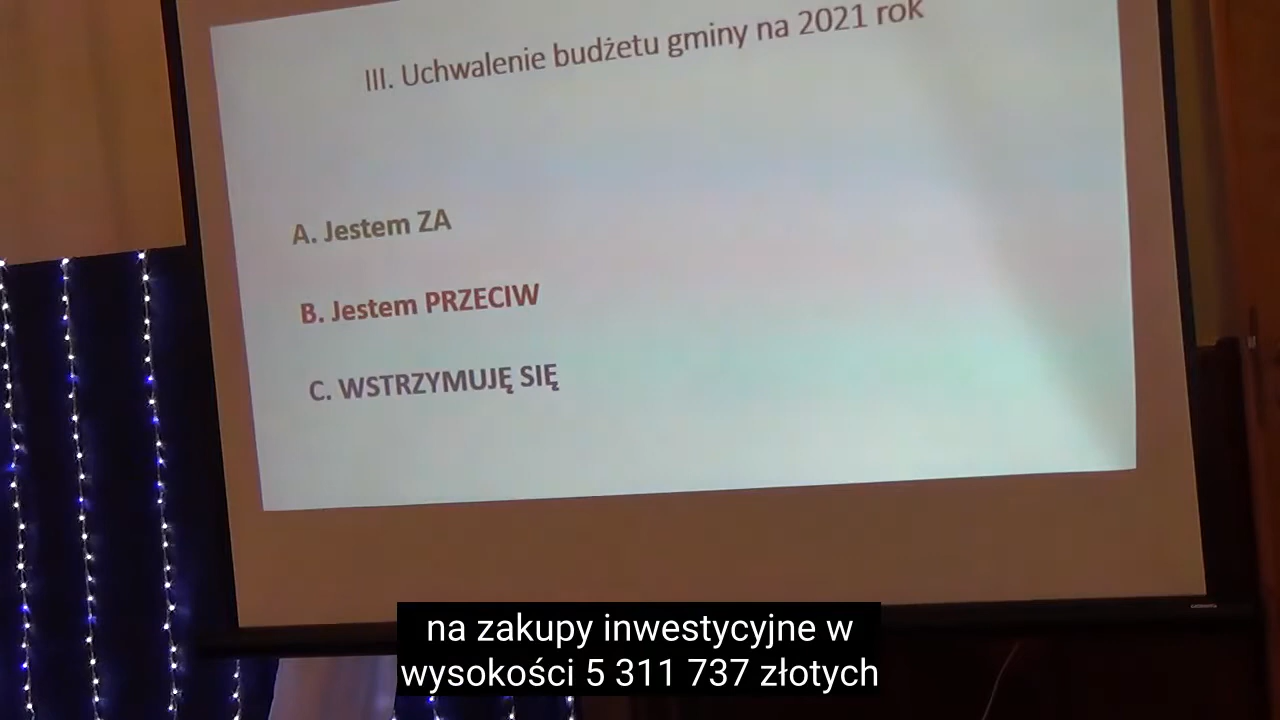 III. Uchwalenie budżetu gminy na 2021 rok
A. Jestem ZA
B. Jestem PRZECIW
C. WSTRZYMUJĘ SIĘ
na zakupy inwestycyjne w
wysokości 5 311 737 złotych